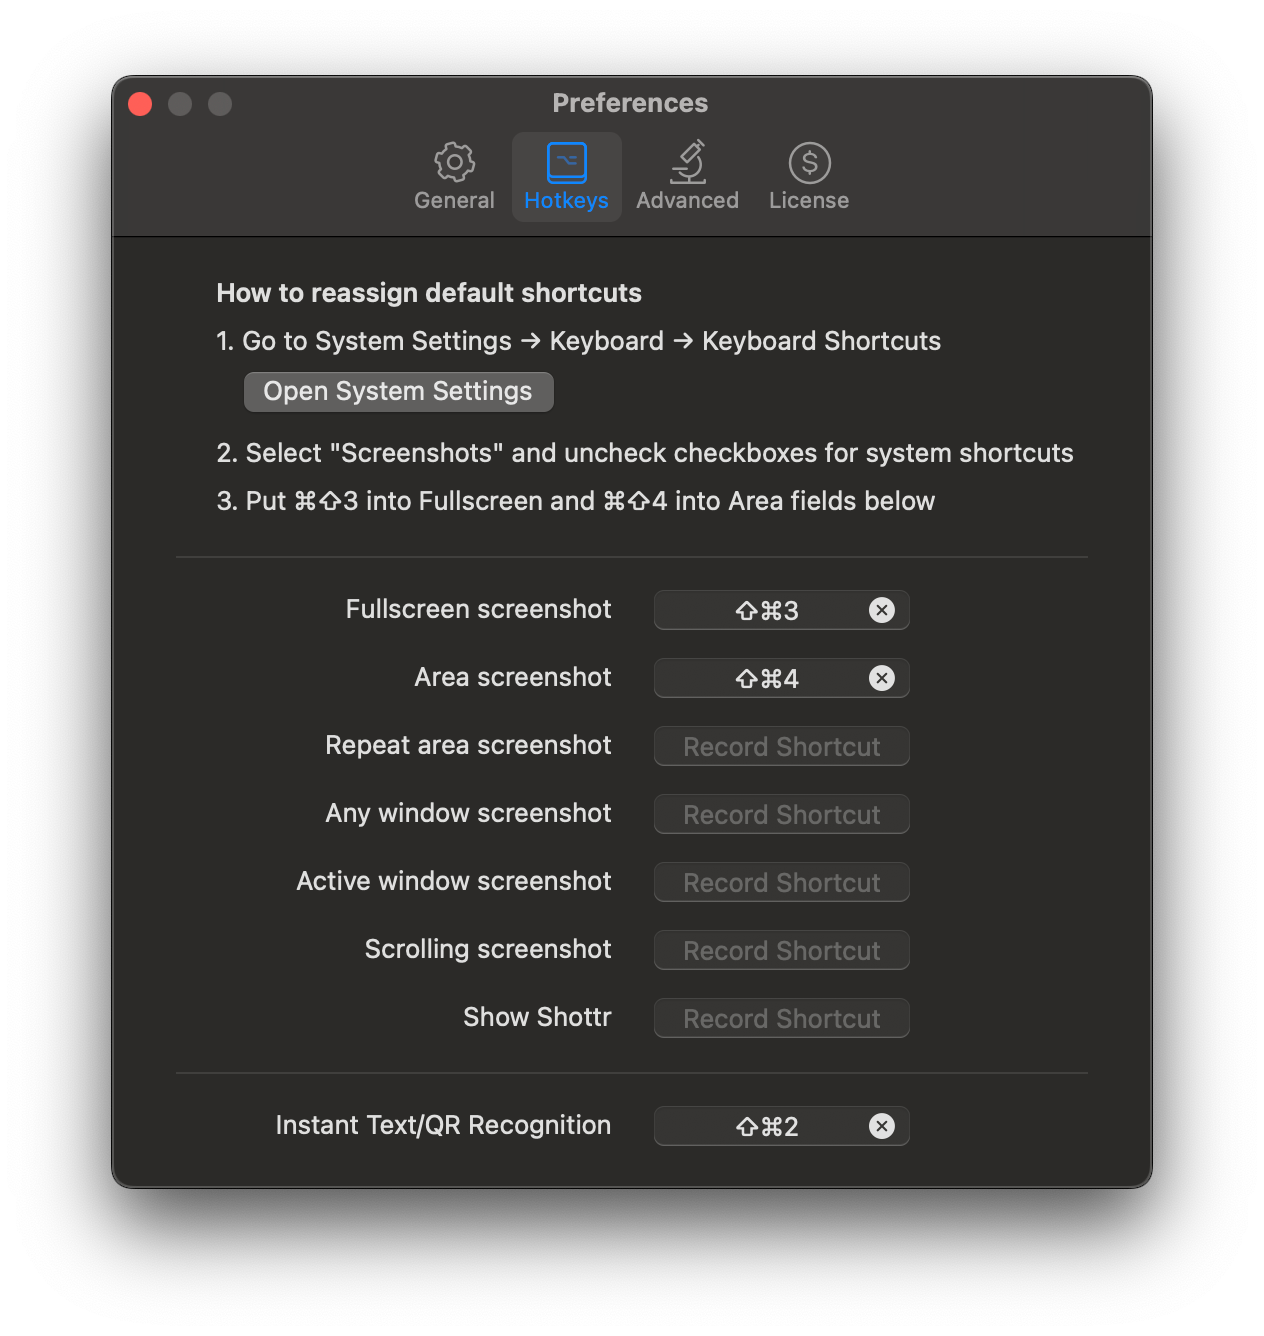 Preferences
General
Hotkeys
Advanced
License
How to reassign default shortcuts
1. Go to System Settings → Keyboard → Keyboard Shortcuts
Open System Settings
2. Select "Screenshots" and uncheck checkboxes for system shortcuts
3. Put ⌘⇧3 into Fullscreen and ⌘⇧4 into Area fields below
Fullscreen screenshot ⇧⌘3
Area screenshot ⇧⌘4
Repeat area screenshot Record Shortcut
Any window screenshot Record Shortcut
Active window screenshot Record Shortcut
Scrolling screenshot Record Shortcut
Show Shottr Record Shortcut
Instant Text/QR Recognition ⇧⌘2